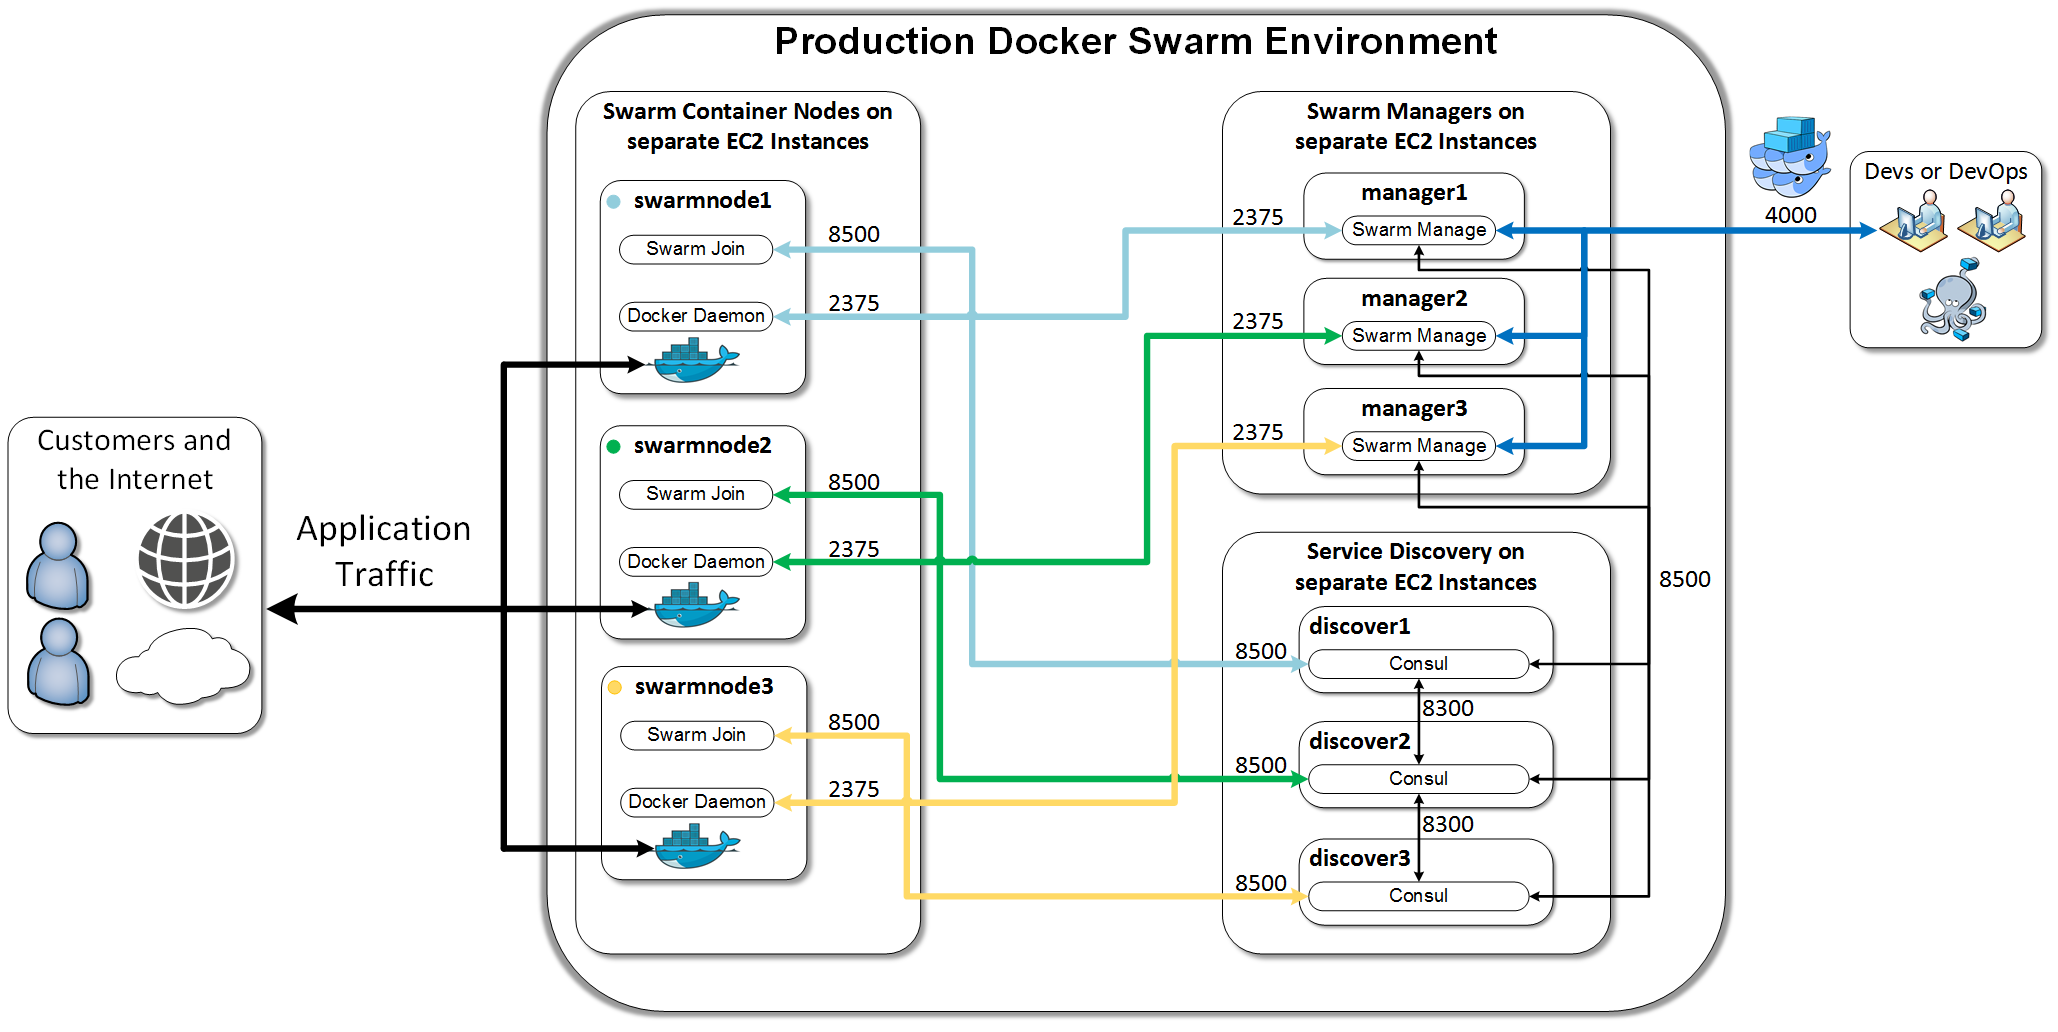 Production Docker Swarm Environment
Customers and
the Internet
Application
Traffic
Swarm Container Nodes on
separate EC2 Instances
swarmnode1
Swarm Join
8500
Docker Daemon
2375
swarmnode2
Swarm Join
8500
Docker Daemon
2375
swarmnode3
Swarm Join
8500
Docker Daemon
2375
Swarm Managers on
separate EC2 Instances
manager1
2375
Swarm Manage
manager2
2375
Swarm Manage
manager3
2375
Swarm Manage
Service Discovery on
separate EC2 Instances
discover1
8500
Consul
8300
discover2
8500
Consul
8300
discover3
8500
Consul
8500
4000
Devs or DevOps